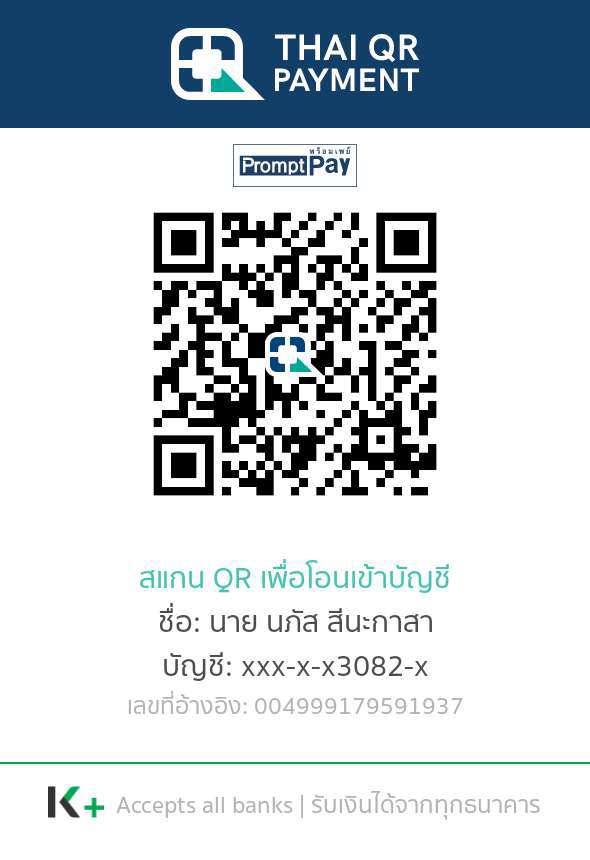 THAI QR
PAYMENT
พร้อมเพย์
PromptPay
สแกน QR เพื่อโอนเข้าบัญชี
ชื่อ: นาย นภัส สีนะกาสา
บัญชี: xxx-x-x3082-x
เลขที่อ้างอิง: 004999179591937
K+ Accepts all banks | รับเงินได้จากทุกธนาคาร